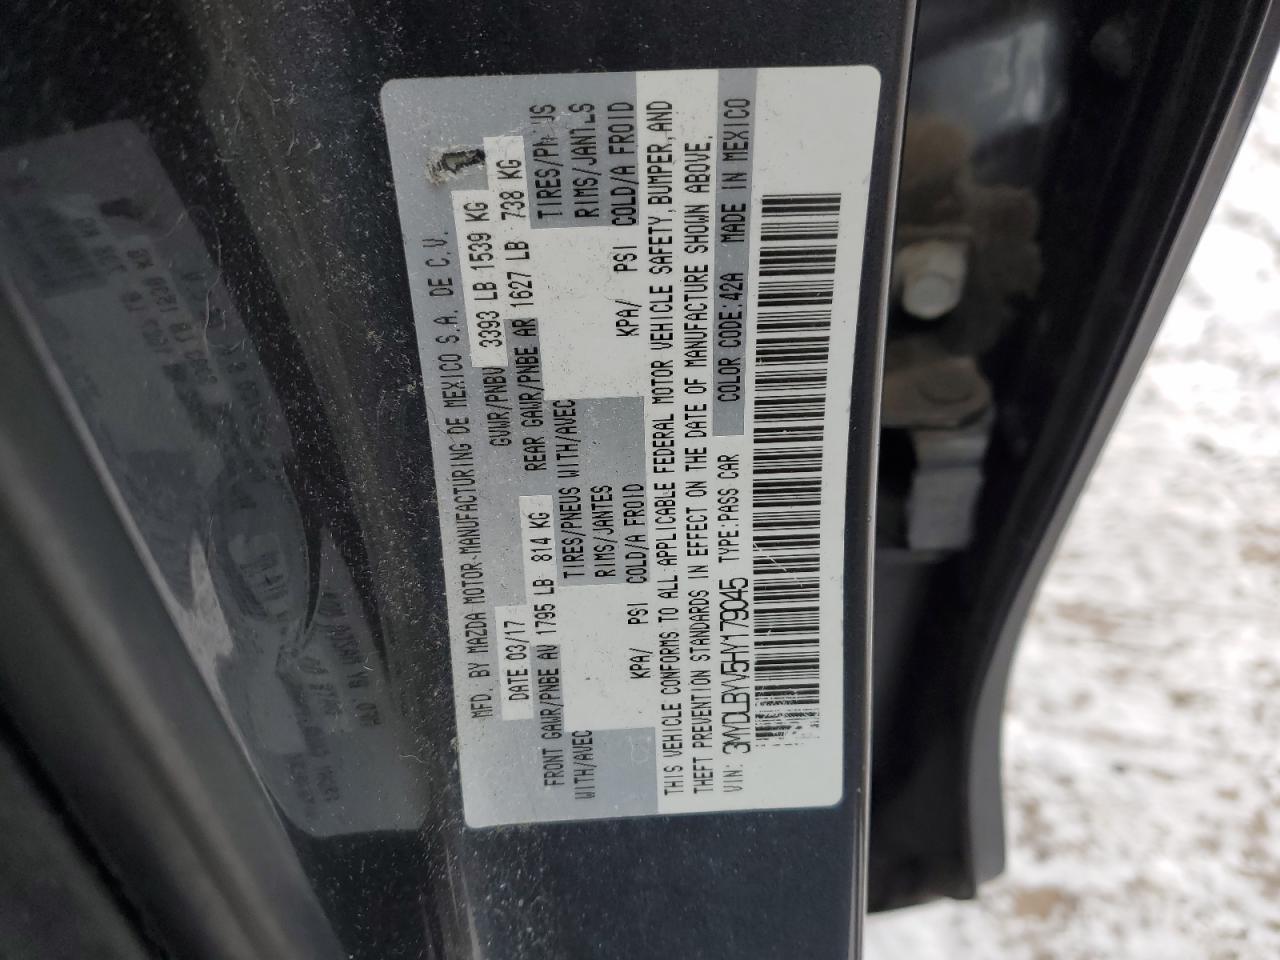 MFD. BY MAZDA MOTOR MANUFACTURING DE MEXICO S.A. DE C.V.
DATE 03/17 GVWR/PNBV 3393 LB 1539 KG
FRONT GAWR/PNBE AV 1795 LB 814 KG REAR GAWR/PNBE AR 1627 LB 738 KG
WITH/AVEC TIRES/PNEUS WITH/AVEC
RIMS/JANTES
KPA/ PSI COLD/A FROID KPA/ PSI COLD/A FROID
THIS VEHICLE CONFORMS TO ALL APPLICABLE FEDERAL MOTOR VEHICLE SAFETY, BUMPER, AND
THEFT PREVENTION STANDARDS IN EFFECT ON THE DATE OF MANUFACTURE SHOWN ABOVE.
VIN: 3MYDLBYV5HY179045 TYPE:PASS CAR COLOR CODE:42A MADE IN MEXICO